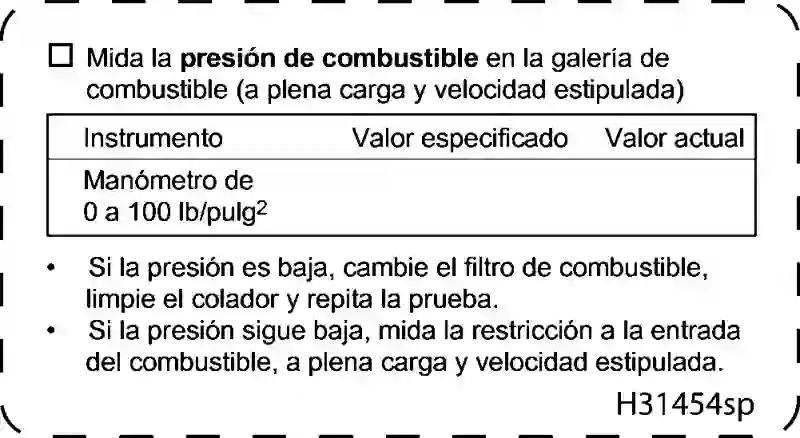 ☐ Mida la presión de combustible en la galería de
combustible (a plena carga y velocidad estipulada)
Instrumento Valor especificado Valor actual
Manómetro de
0 a 100 lb/pulg²
• Si la presión es baja, cambie el filtro de combustible,
limpie el colador y repita la prueba.
• Si la presión sigue baja, mida la restricción a la entrada
del combustible, a plena carga y velocidad estipulada.
H31454sp